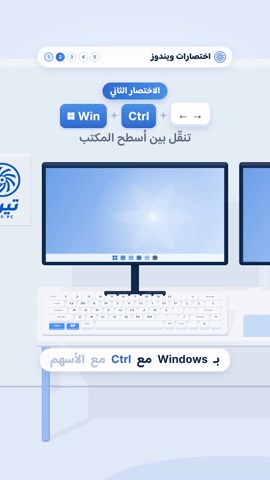 اختصارات ويندوز
1 2 3 4 5
الاختصار الثاني
Win + Ctrl + ← →
تنقّل بين أسطح المكتب
بـ Windows مع Ctrl مع الأسهم